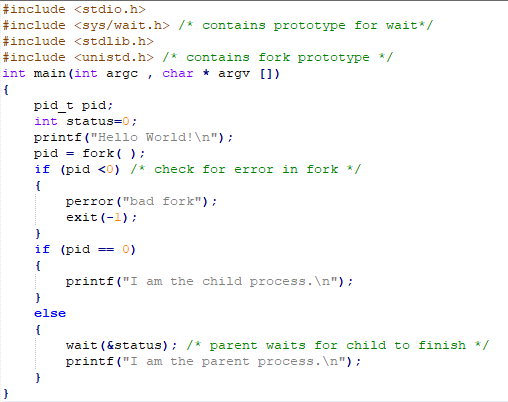 #include <stdio.h>
#include <sys/wait.h> /* contains prototype for wait*/
#include <stdlib.h>
#include <unistd.h> /* contains fork prototype */
int main(int argc , char * argv [])
{
pid_t pid;
int status=0;
printf("Hello World!\n");
pid = fork( );
if (pid <0) /* check for error in fork */
{
perror("bad fork");
exit(-1);
}
if (pid == 0)
{
printf("I am the child process.\n");
}
else
{
wait(&status); /* parent waits for child to finish */
printf("I am the parent process.\n");
}
}